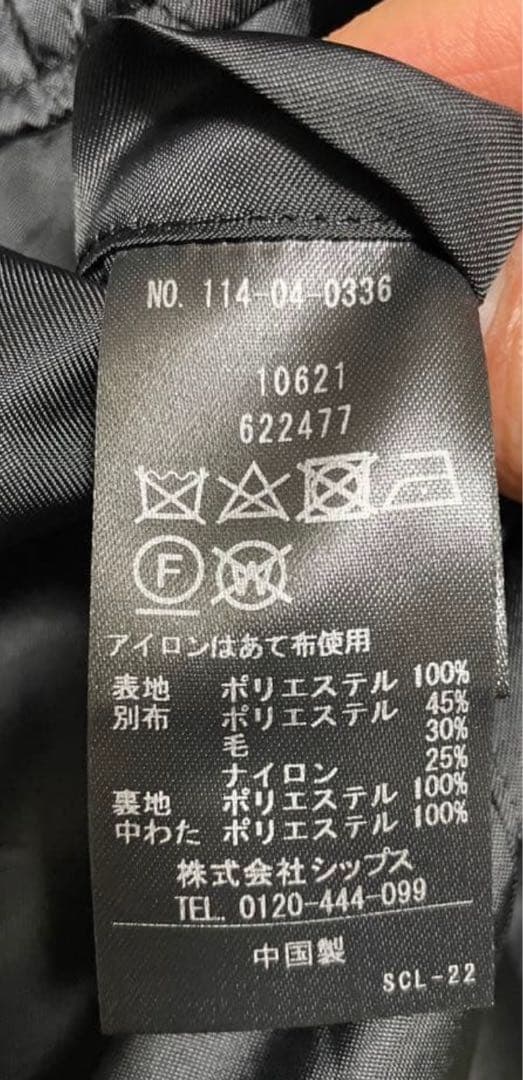 NO. 114-04-0336
10621
622477
F W
アイロンはあて布使用
表地 ポリエステル 100%
別布 ポリエステル 45%
毛 30%
ナイロン 25%
裏地 ポリエステル 100%
中わた ポリエステル 100%
株式会社シップス
TEL. 0120-444-099
中国製
SCL-22